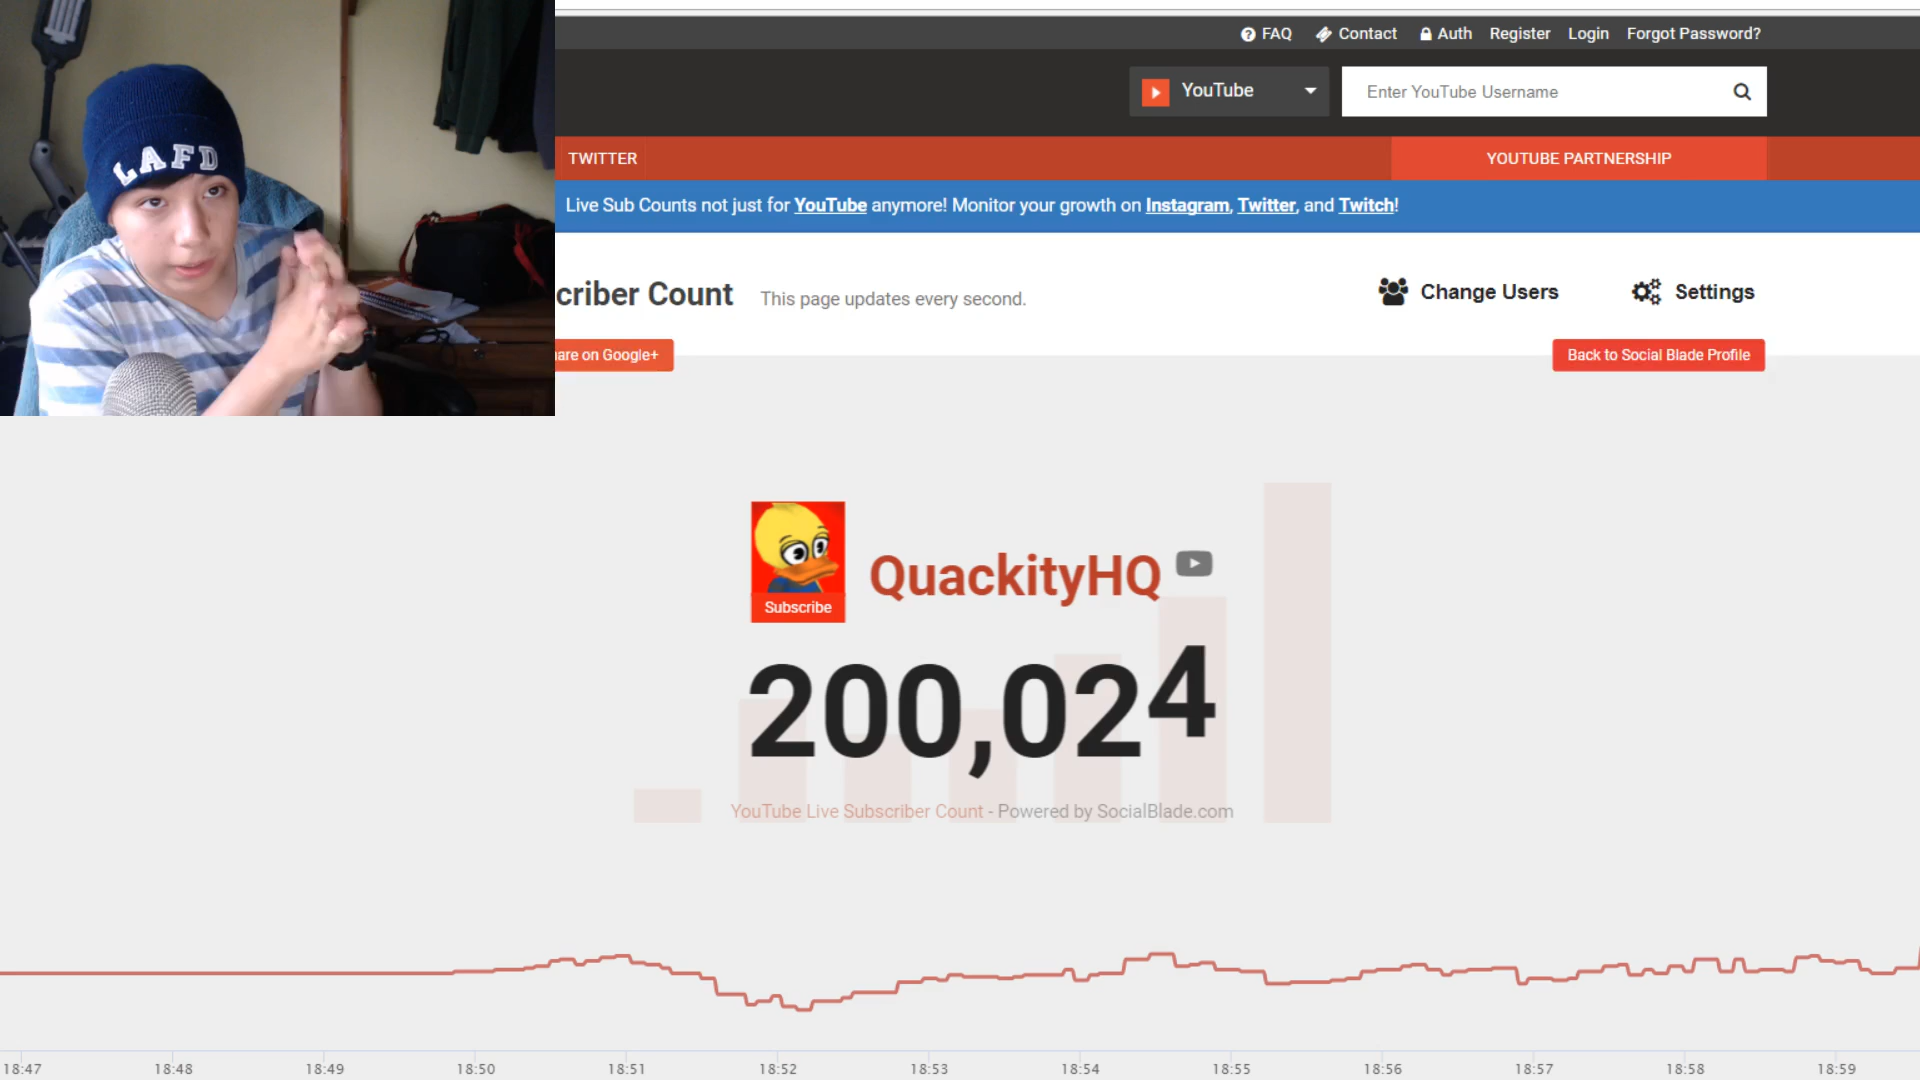 FAQ Contact Auth Register Login Forgot Password?
YouTube Enter YouTube Username
LAFD
TWITTER YOUTUBE PARTNERSHIP
Live Sub Counts not just for YouTube anymore! Monitor your growth on Instagram, Twitter, and Twitch!
criber Count This page updates every second. Change Users Settings
are on Google+ Back to Social Blade Profile
QuackityHQ
Subscribe
200,024
YouTube Live Subscriber Count - Powered by SocialBlade.com
18:47 18:48 18:49 18:50 18:51 18:52 18:53 18:54 18:55 18:56 18:57 18:58 18:59